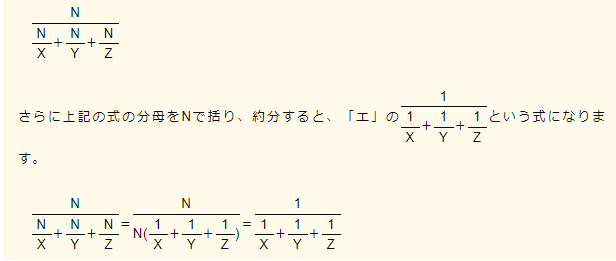 N
N/X + N/Y + N/Z
さらに上記の式の分母をNで括り、約分すると、「エ」の 1/(1/X + 1/Y + 1/Z) という式になりま
す。
N/(N/X + N/Y + N/Z) = N/(N(1/X + 1/Y + 1/Z)) = 1/(1/X + 1/Y + 1/Z)